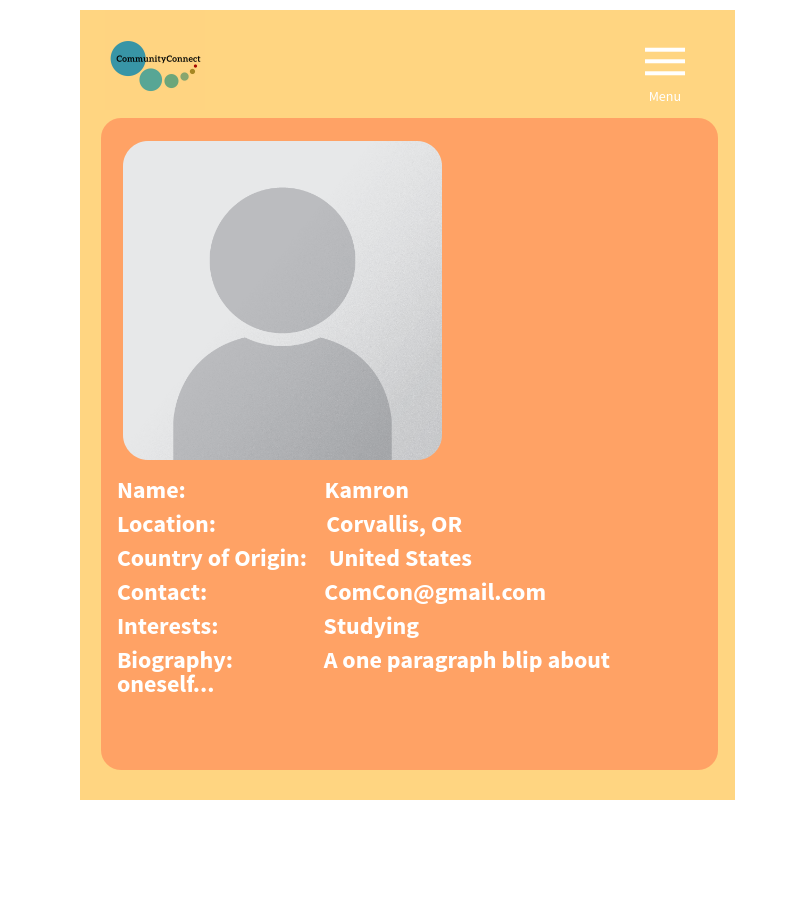 CommunityConnect
Menu
Name: Kamron
Location: Corvallis, OR
Country of Origin: United States
Contact: ComCon@gmail.com
Interests: Studying
Biography: A one paragraph blip about
oneself...